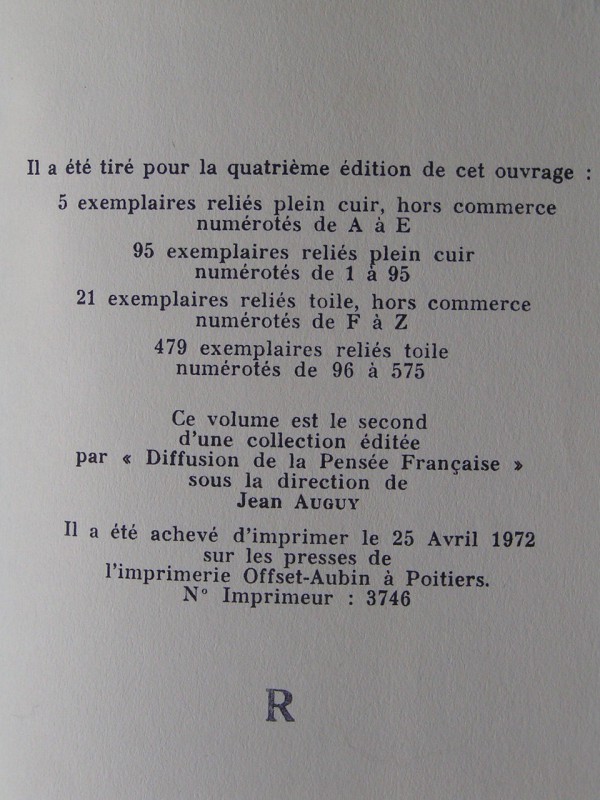 Il a été tiré pour la quatrième édition de cet ouvrage :
5 exemplaires reliés plein cuir, hors commerce
numérotés de A à E
95 exemplaires reliés plein cuir
numérotés de 1 à 95
21 exemplaires reliés toile, hors commerce
numérotés de F à Z
479 exemplaires reliés toile
numérotés de 96 à 575
Ce volume est le second
d'une collection éditée
par « Diffusion de la Pensée Française »
sous la direction de
Jean AUGUY
Il a été achevé d'imprimer le 25 Avril 1972
sur les presses de
l'imprimerie Offset-Aubin à Poitiers.
N° Imprimeur : 3746
R